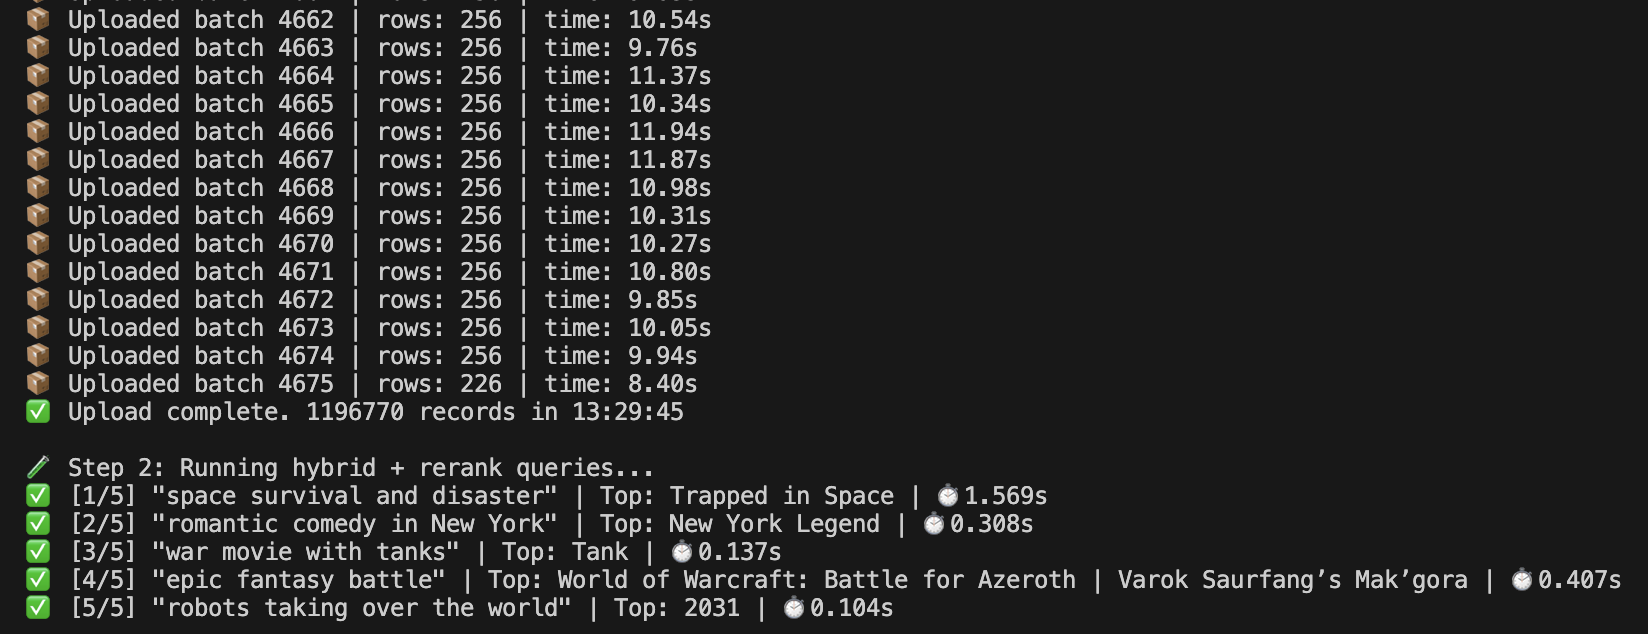 📦 Uploaded batch 4662 | rows: 256 | time: 10.54s
📦 Uploaded batch 4663 | rows: 256 | time: 9.76s
📦 Uploaded batch 4664 | rows: 256 | time: 11.37s
📦 Uploaded batch 4665 | rows: 256 | time: 10.34s
📦 Uploaded batch 4666 | rows: 256 | time: 11.94s
📦 Uploaded batch 4667 | rows: 256 | time: 11.87s
📦 Uploaded batch 4668 | rows: 256 | time: 10.98s
📦 Uploaded batch 4669 | rows: 256 | time: 10.31s
📦 Uploaded batch 4670 | rows: 256 | time: 10.27s
📦 Uploaded batch 4671 | rows: 256 | time: 10.80s
📦 Uploaded batch 4672 | rows: 256 | time: 9.85s
📦 Uploaded batch 4673 | rows: 256 | time: 10.05s
📦 Uploaded batch 4674 | rows: 256 | time: 9.94s
📦 Uploaded batch 4675 | rows: 226 | time: 8.40s
✅ Upload complete. 1196770 records in 13:29:45
🧪 Step 2: Running hybrid + rerank queries...
✅ [1/5] "space survival and disaster" | Top: Trapped in Space | ⏱️1.569s
✅ [2/5] "romantic comedy in New York" | Top: New York Legend | ⏱️0.308s
✅ [3/5] "war movie with tanks" | Top: Tank | ⏱️0.137s
✅ [4/5] "epic fantasy battle" | Top: World of Warcraft: Battle for Azeroth | Varok Saurfang’s Mak’gora | ⏱️0.407s
✅ [5/5] "robots taking over the world" | Top: 2031 | ⏱️0.104s